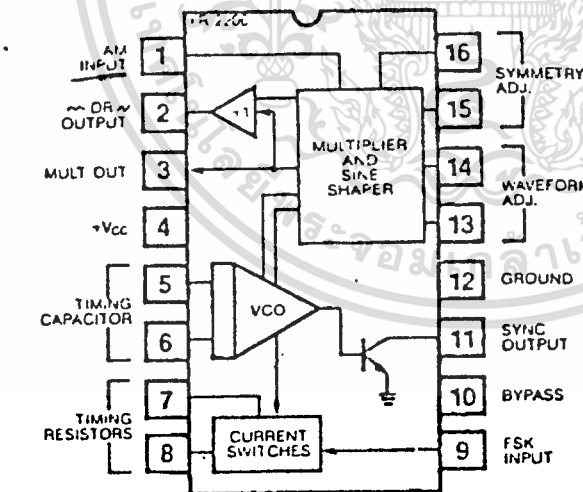 XR-2206
AM
INPUT
1
OR
OUTPUT
2
+1
MULT OUT
3
+VCC
4
TIMING
CAPACITOR
5
6
VCO
TIMING
RESISTORS
7
8
CURRENT
SWITCHES
MULTIPLIER
AND
SINE
SHAPER
16
SYMMETRY
ADJ.
15
14
WAVEFORM
ADJ.
13
12
GROUND
11
SYNC
OUTPUT
10
BYPASS
9
FSK
INPUT